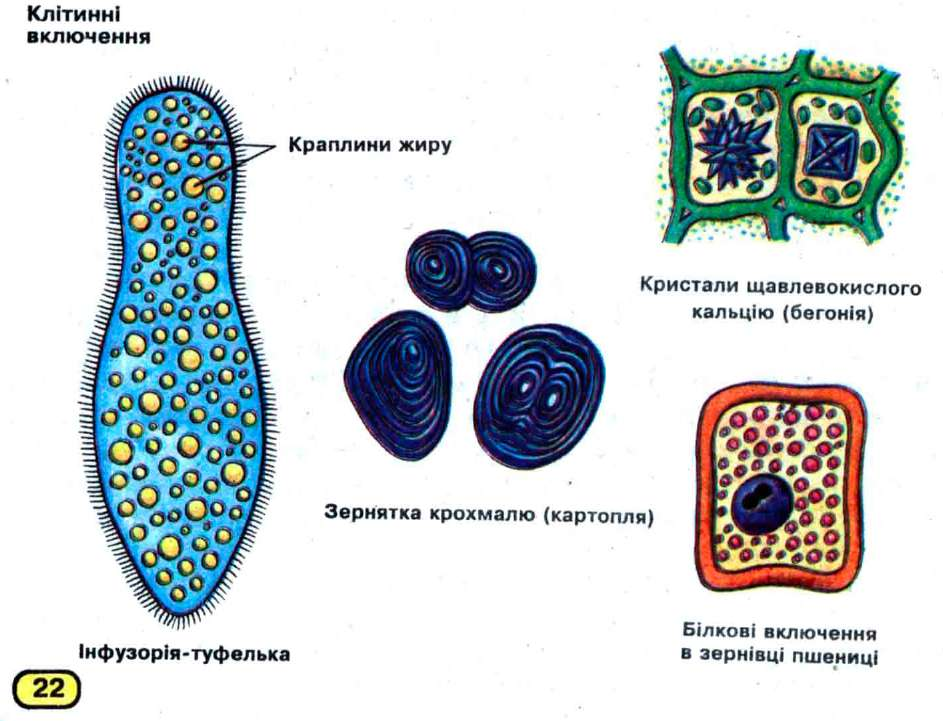 Клітинні
включення
Краплини жиру
Кристали щавлевокислого
кальцію (бегонія)
Зернятка крохмалю (картопля)
Білкові включення
в зернівці пшениці
Інфузорія-туфелька
22